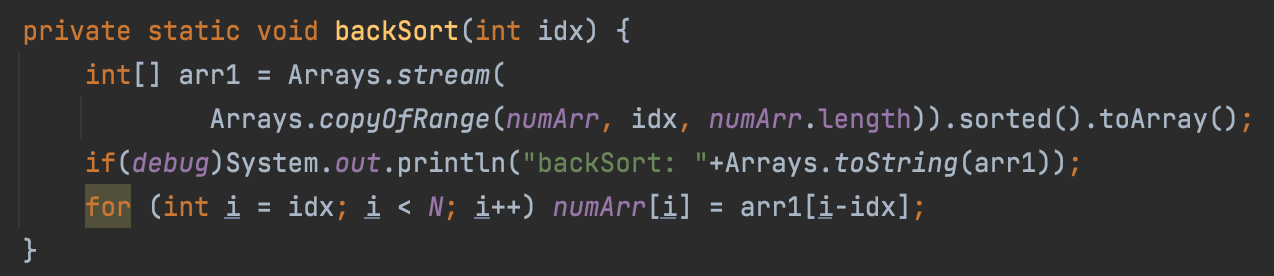 private static void backSort(int idx) {
    int[] arr1 = Arrays.stream(
            Arrays.copyOfRange(numArr, idx, numArr.length)).sorted().toArray();
    if(debug)System.out.println("backSort: "+Arrays.toString(arr1));
    for (int i = idx; i < N; i++) numArr[i] = arr1[i-idx];
}